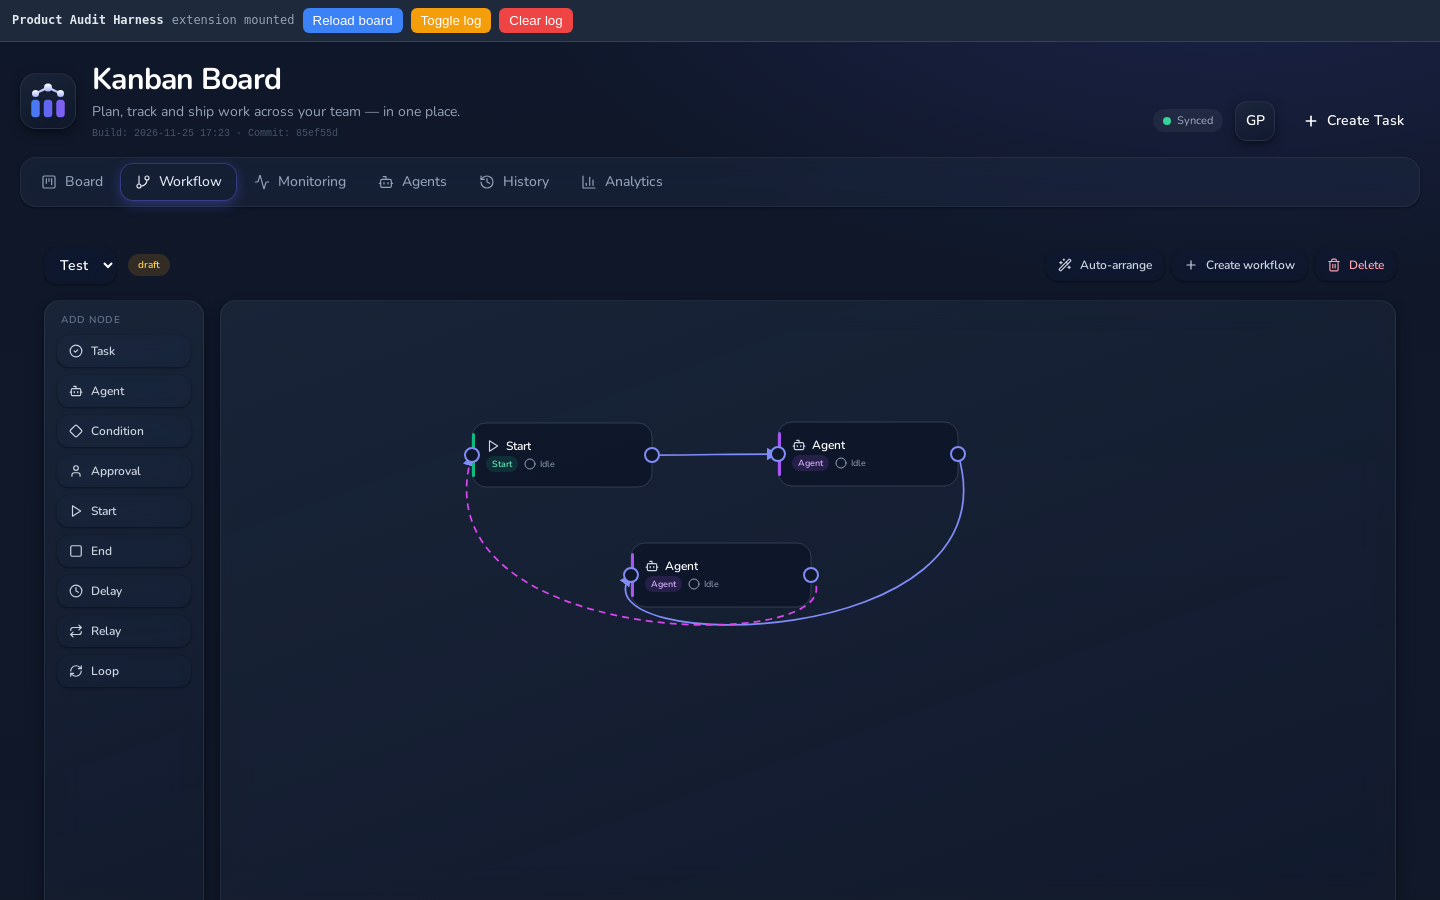 Product Audit Harness extension mounted Reload board Toggle log Clear log
Kanban Board
Plan, track and ship work across your team — in one place.
Build: 2026-11-25 17:23 · Commit: 85ef55d
Synced GP Create Task
Board Workflow Monitoring Agents History Analytics
Test draft Auto-arrange Create workflow Delete
ADD NODE
Task
Agent
Condition
Approval
Start
End
Delay
Relay
Loop
Start
Start Idle
Agent
Agent Idle
Agent
Agent Idle